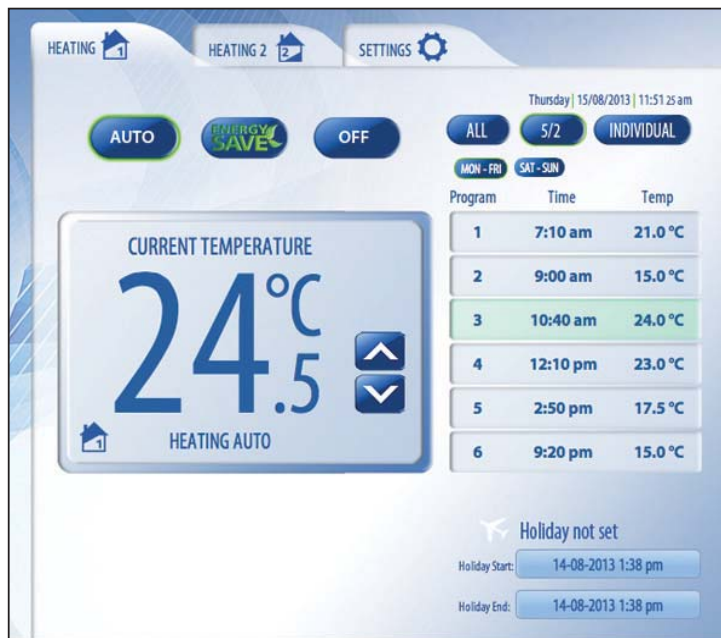 HEATING 1
HEATING 2 2
SETTINGS
Thursday | 15/08/2013 | 11:51 25 am
AUTO
ENERGY SAVE
OFF
ALL
5/2
INDIVIDUAL
MON - FRI
SAT - SUN
Program Time Temp
1 7:10 am 21.0 °C
2 9:00 am 15.0 °C
3 10:40 am 24.0 °C
4 12:10 pm 23.0 °C
5 2:50 pm 17.5 °C
6 9:20 pm 15.0 °C
CURRENT TEMPERATURE
24.5 °C
1 HEATING AUTO
Holiday not set
Holiday Start: 14-08-2013 1:38 pm
Holiday End: 14-08-2013 1:38 pm